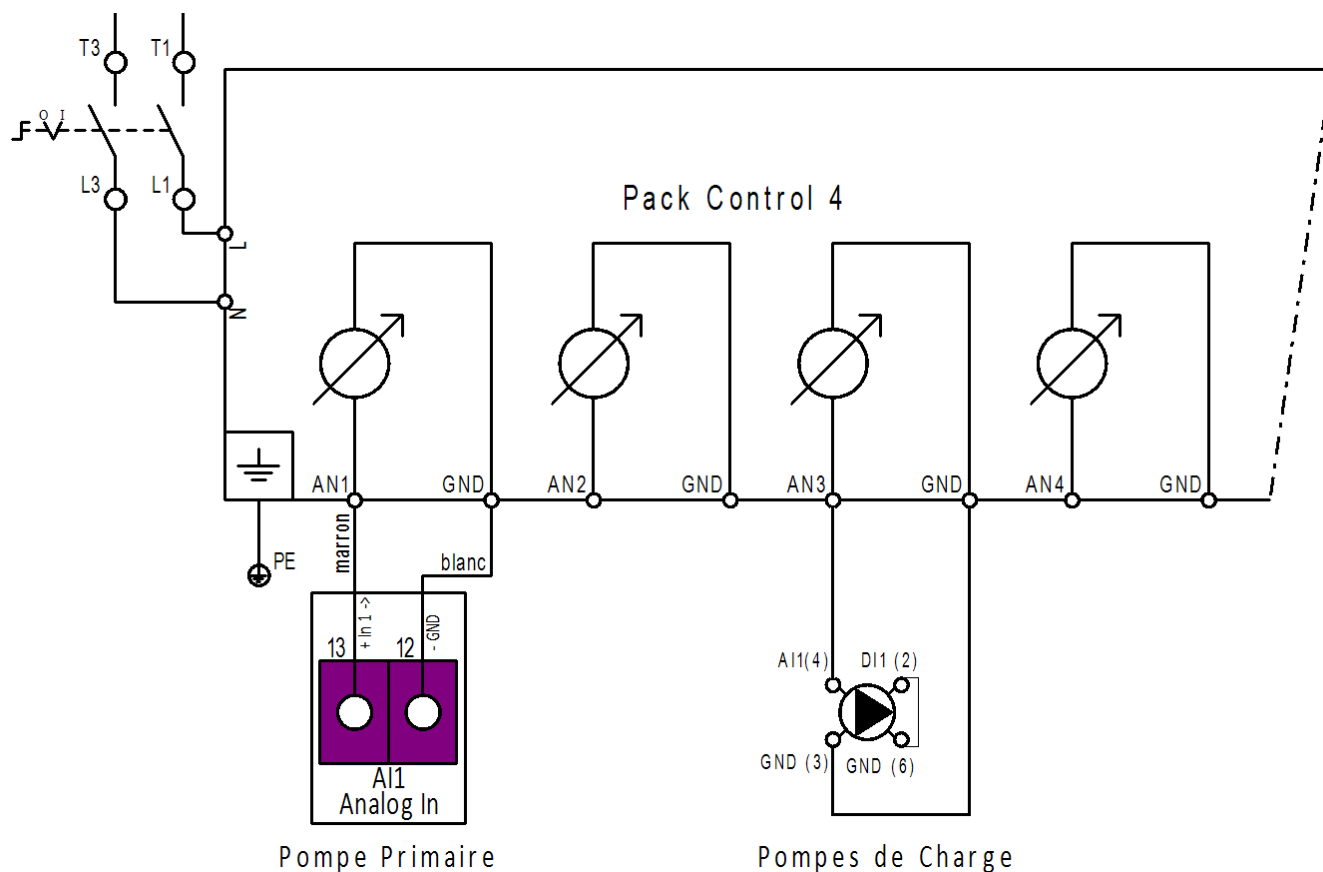 T3 T1
O I
L3 L1
Pack Control 4
L
N
AN1 GND AN2 GND AN3 GND AN4 GND
marron blanc
PE
+ In 1 -> - GND
13 12
AI1(4) DI1 (2)
GND (3) GND (6)
AI1
Analog In
Pompe Primaire Pompes de Charge